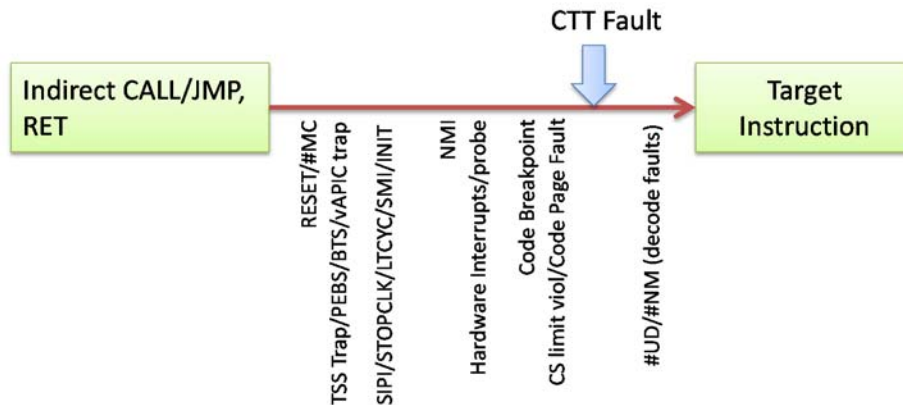 CTT Fault
Indirect CALL/JMP,
RET
Target
Instruction
RESET/#MC
TSS Trap/PEBS/BTS/vAPIC trap
SIPI/STOPCLK/LTCYC/SMI/INIT
NMI
Hardware Interrupts/probe
Code Breakpoint
CS limit viol/Code Page Fault
#UD/#NM (decode faults)